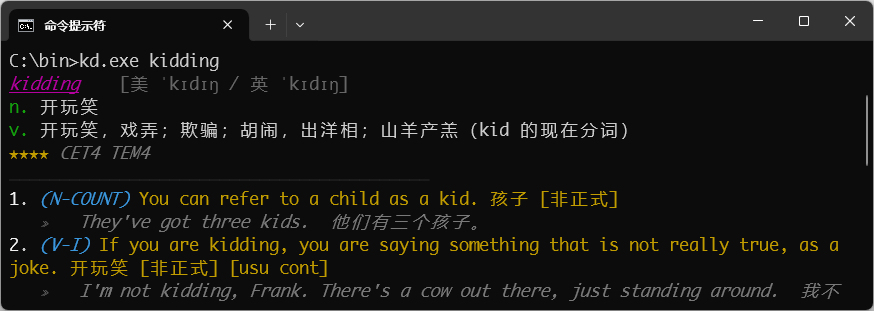 命令提示符
C:\bin>kd.exe kidding
kidding [美 ˈkɪdɪŋ / 英 ˈkɪdɪŋ]
n. 开玩笑
v. 开玩笑，戏弄；欺骗；胡闹，出洋相；山羊产羔（kid 的现在分词）
★★★★ CET4 TEM4
1. (N-COUNT) You can refer to a child as a kid. 孩子 [非正式]
» They've got three kids. 他们有三个孩子。
2. (V-I) If you are kidding, you are saying something that is not really true, as a
joke. 开玩笑 [非正式] [usu cont]
» I'm not kidding, Frank. There's a cow out there, just standing around. 我不